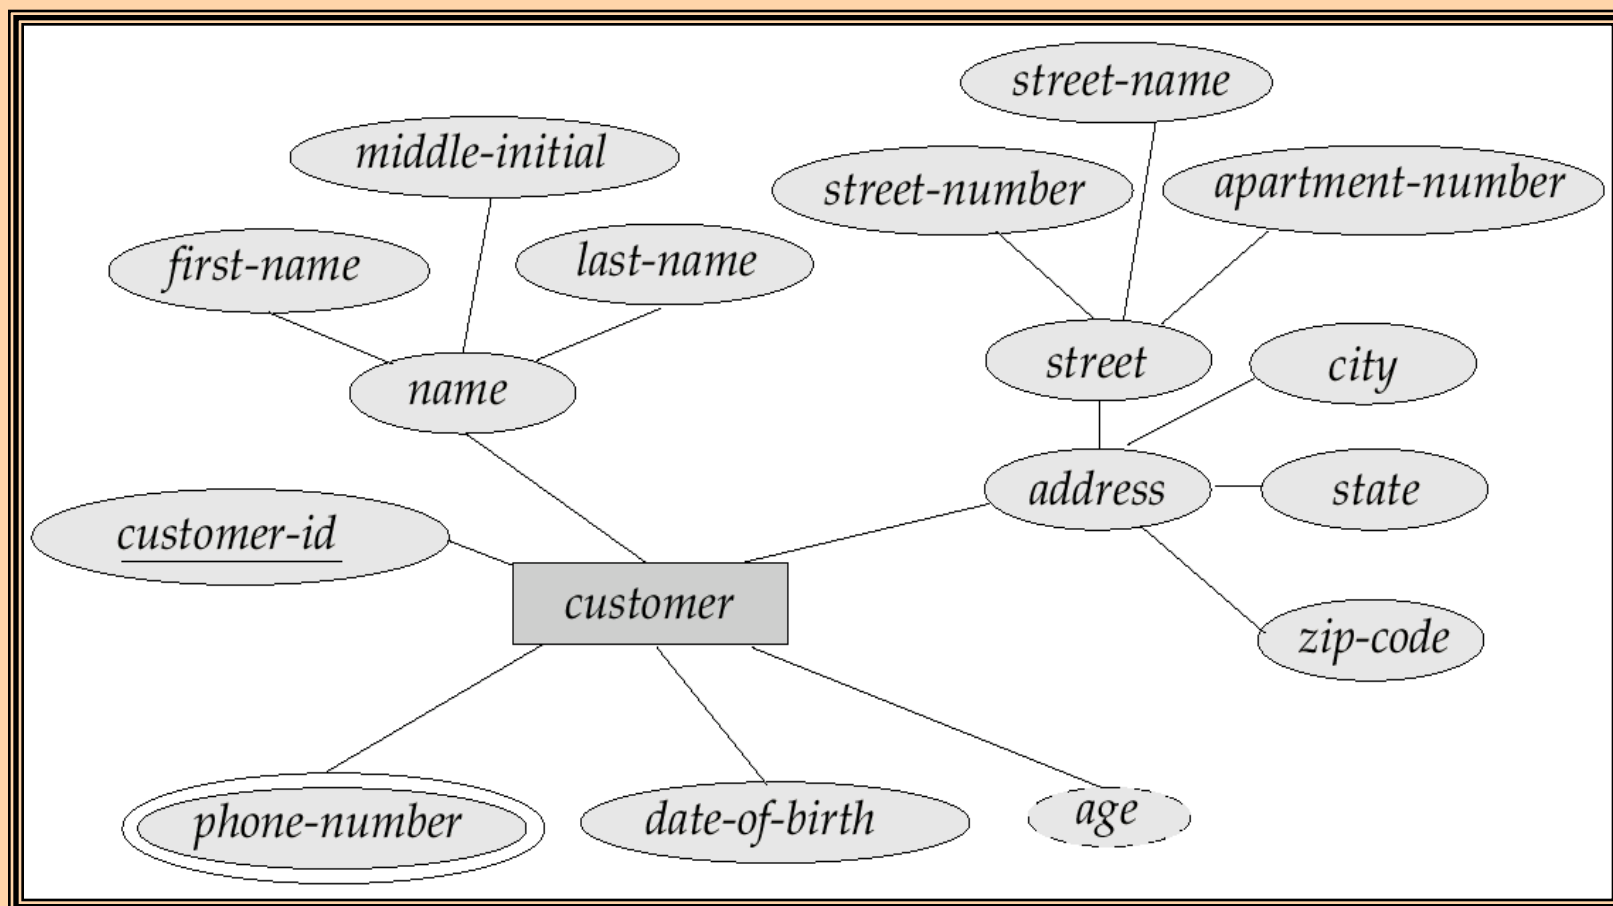 street-name
middle-initial
street-number
apartment-number
first-name
last-name
street
city
name
address
state
customer-id
customer
zip-code
phone-number
date-of-birth
age